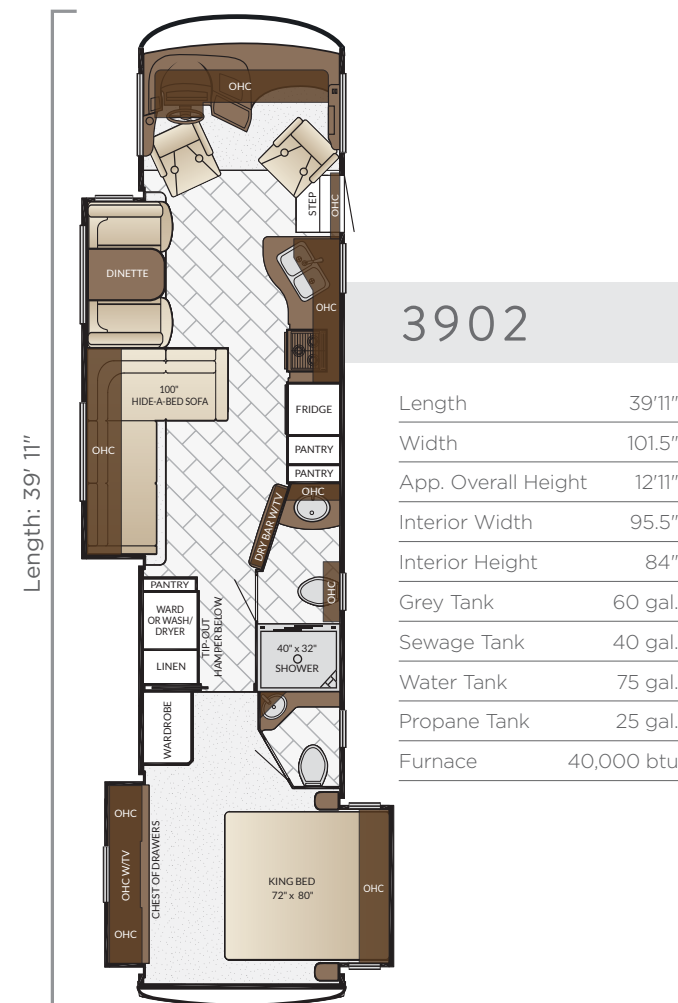 OHC
STEP
OHC
DINETTE
OHC
100"
HIDE-A-BED SOFA
OHC
FRIDGE
PANTRY
PANTRY
OHC
DRY BAR W/TV
OHC
PANTRY
WARD
OR WASH/
DRYER
TIP-OUT
HAMPER BELOW
LINEN
40" x 32"
SHOWER
WARDROBE
OHC
OHC W/TV
OHC
CHEST OF DRAWERS
KING BED
72" x 80"
OHC
Length: 39' 11"
3902
Length 39'11"
Width 101.5"
App. Overall Height 12'11"
Interior Width 95.5"
Interior Height 84"
Grey Tank 60 gal.
Sewage Tank 40 gal.
Water Tank 75 gal.
Propane Tank 25 gal.
Furnace 40,000 btu